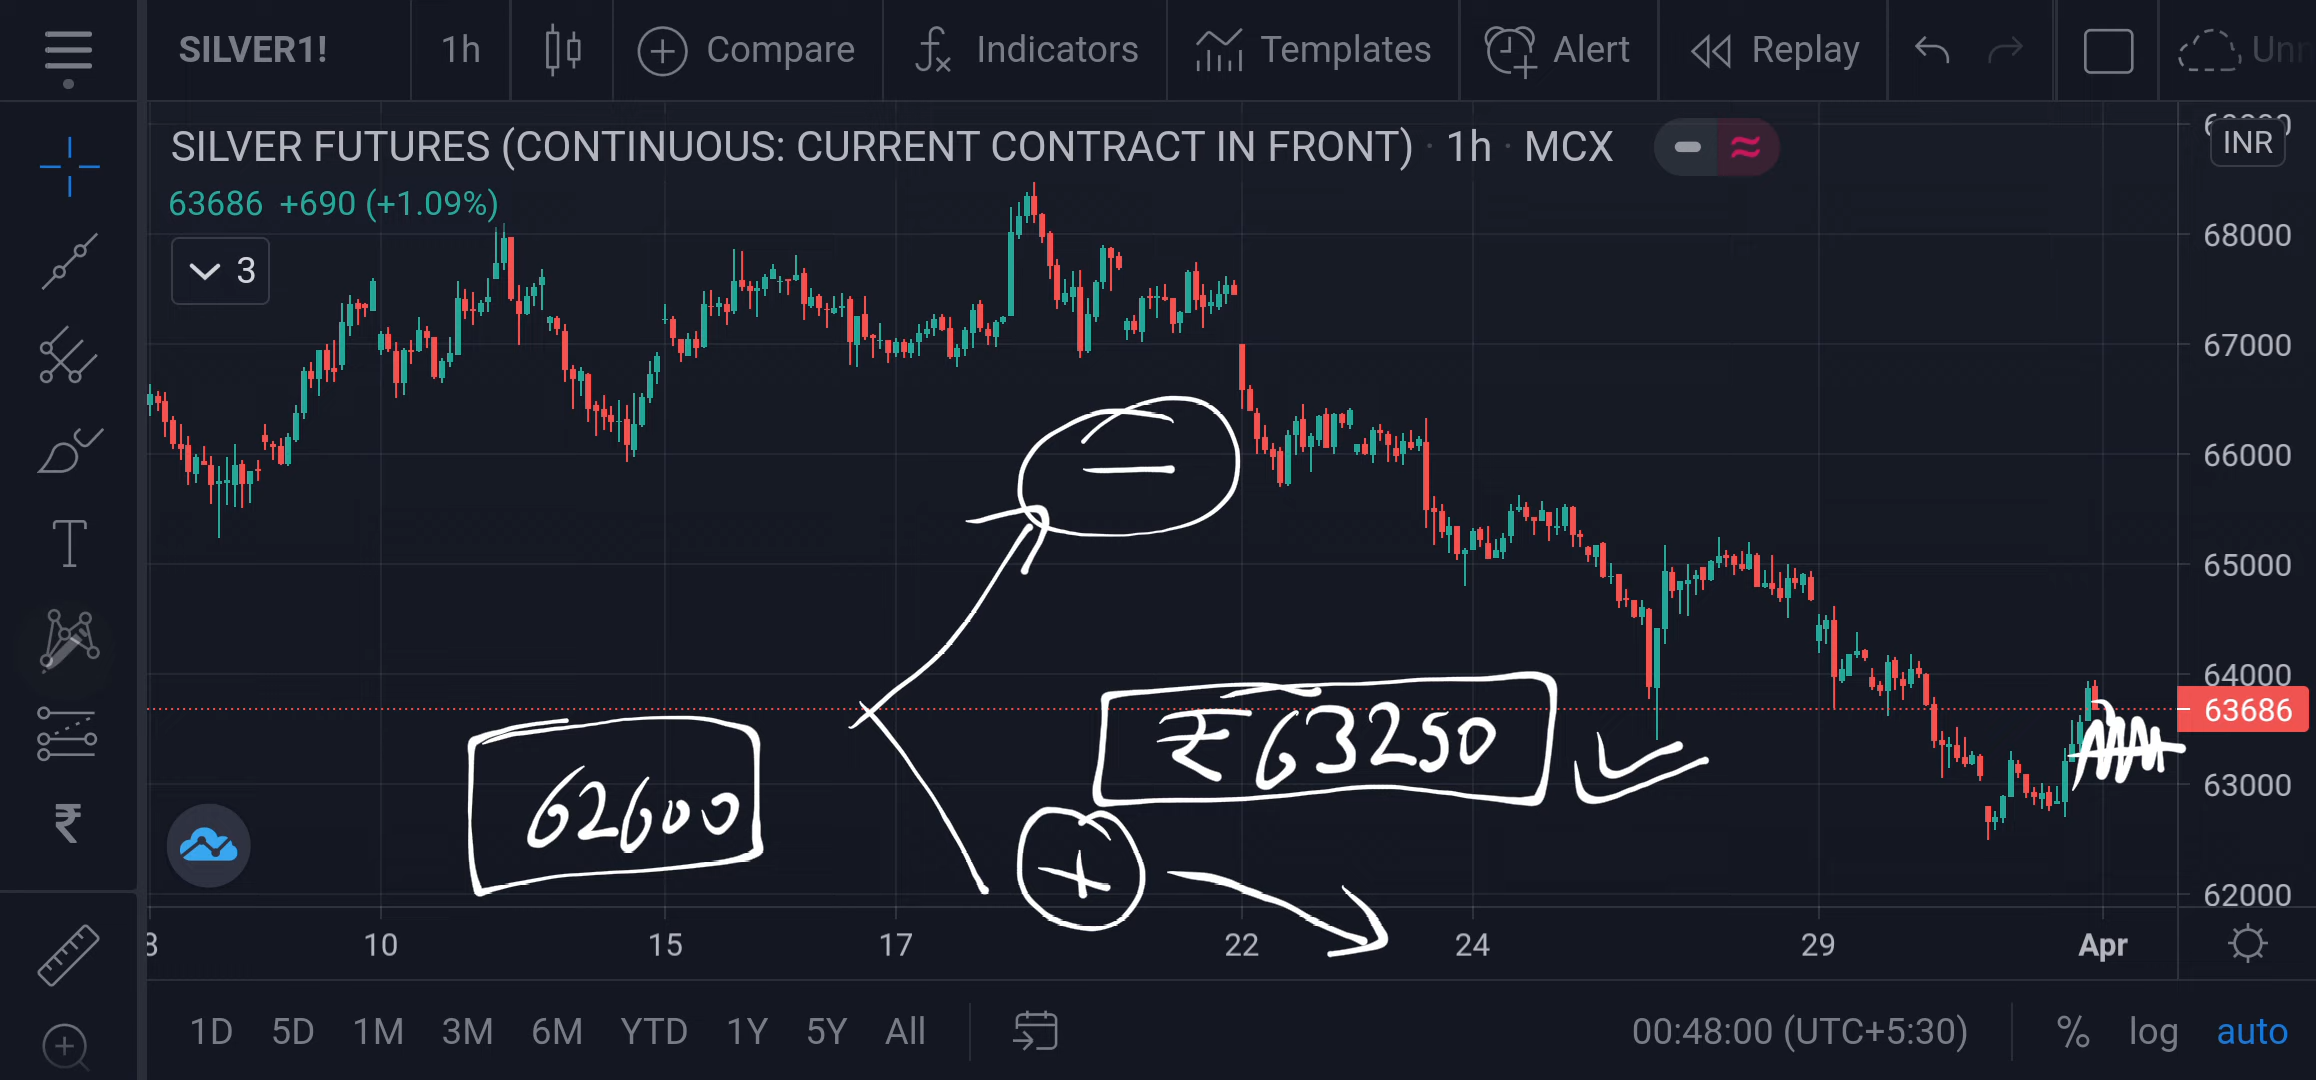 SILVER1!
1h
Compare
Indicators
Templates
Alert
Replay
SILVER FUTURES (CONTINUOUS: CURRENT CONTRACT IN FRONT) · 1h · MCX
INR
63686 +690 (+1.09%)
3
68000
67000
66000
65000
64000
63686
63000
62000
₹63250
62600
10
15
17
22
24
29
Apr
1D
5D
1M
3M
6M
YTD
1Y
5Y
All
00:48:00 (UTC+5:30)
%
log
auto